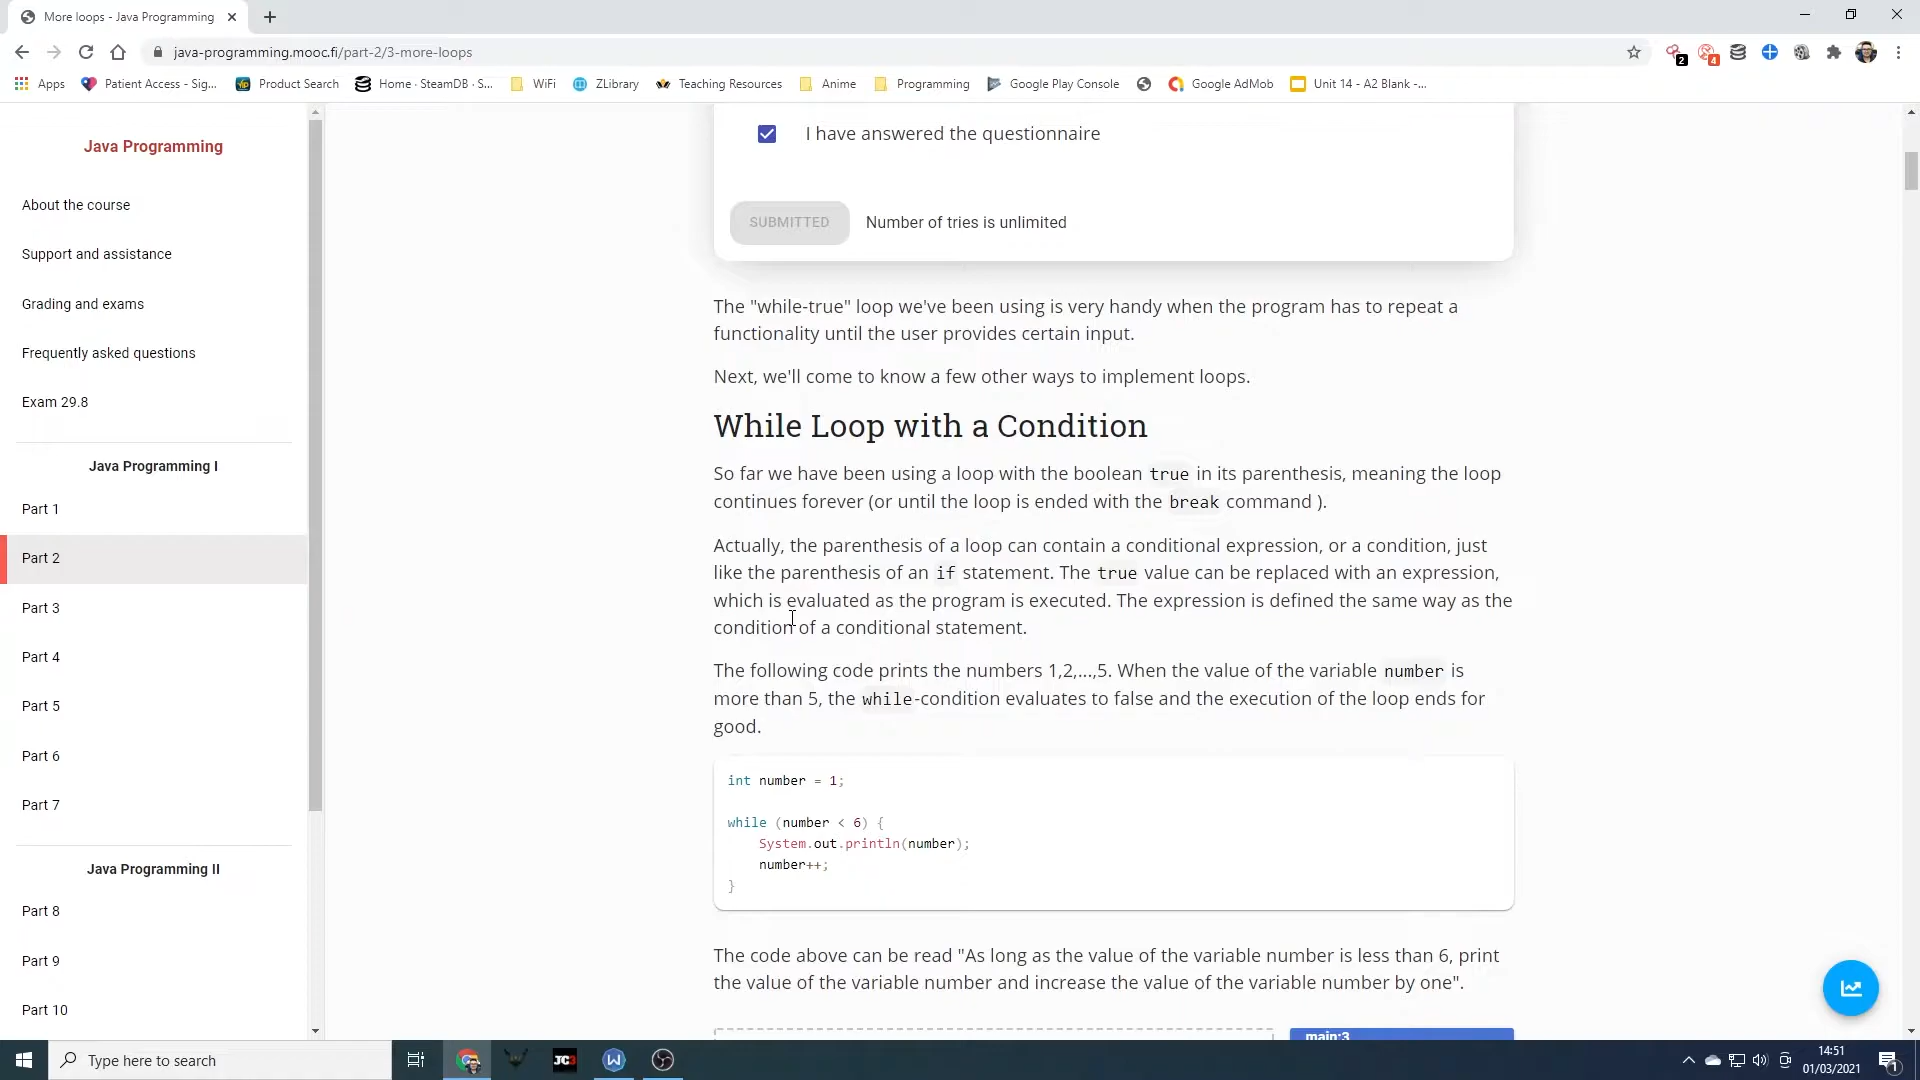 More loops - Java Programming
java-programming.mooc.fi/part-2/3-more-loops
2
4
Apps
Patient Access - Sig...
Product Search
Home · SteamDB · S...
WiFi
ZLibrary
Teaching Resources
Anime
Programming
Google Play Console
Google AdMob
Unit 14 - A2 Blank -...
Java Programming
About the course
Support and assistance
Grading and exams
Frequently asked questions
Exam 29.8
Java Programming I
Part 1
Part 2
Part 3
Part 4
Part 5
Part 6
Part 7
Java Programming II
Part 8
Part 9
Part 10
I have answered the questionnaire
SUBMITTED
Number of tries is unlimited
The "while-true" loop we've been using is very handy when the program has to repeat a
functionality until the user provides certain input.
Next, we'll come to know a few other ways to implement loops.
While Loop with a Condition
So far we have been using a loop with the boolean true in its parenthesis, meaning the loop
continues forever (or until the loop is ended with the break command ).
Actually, the parenthesis of a loop can contain a conditional expression, or a condition, just
like the parenthesis of an if statement. The true value can be replaced with an expression,
which is evaluated as the program is executed. The expression is defined the same way as the
condition of a conditional statement.
The following code prints the numbers 1,2,...,5. When the value of the variable number is
more than 5, the while-condition evaluates to false and the execution of the loop ends for
good.
int number = 1;
while (number < 6) {
System.out.println(number);
number++;
}
The code above can be read "As long as the value of the variable number is less than 6, print
the value of the variable number and increase the value of the variable number by one".
main:3
Type here to search
JC3
W
14:51
01/03/2021
1